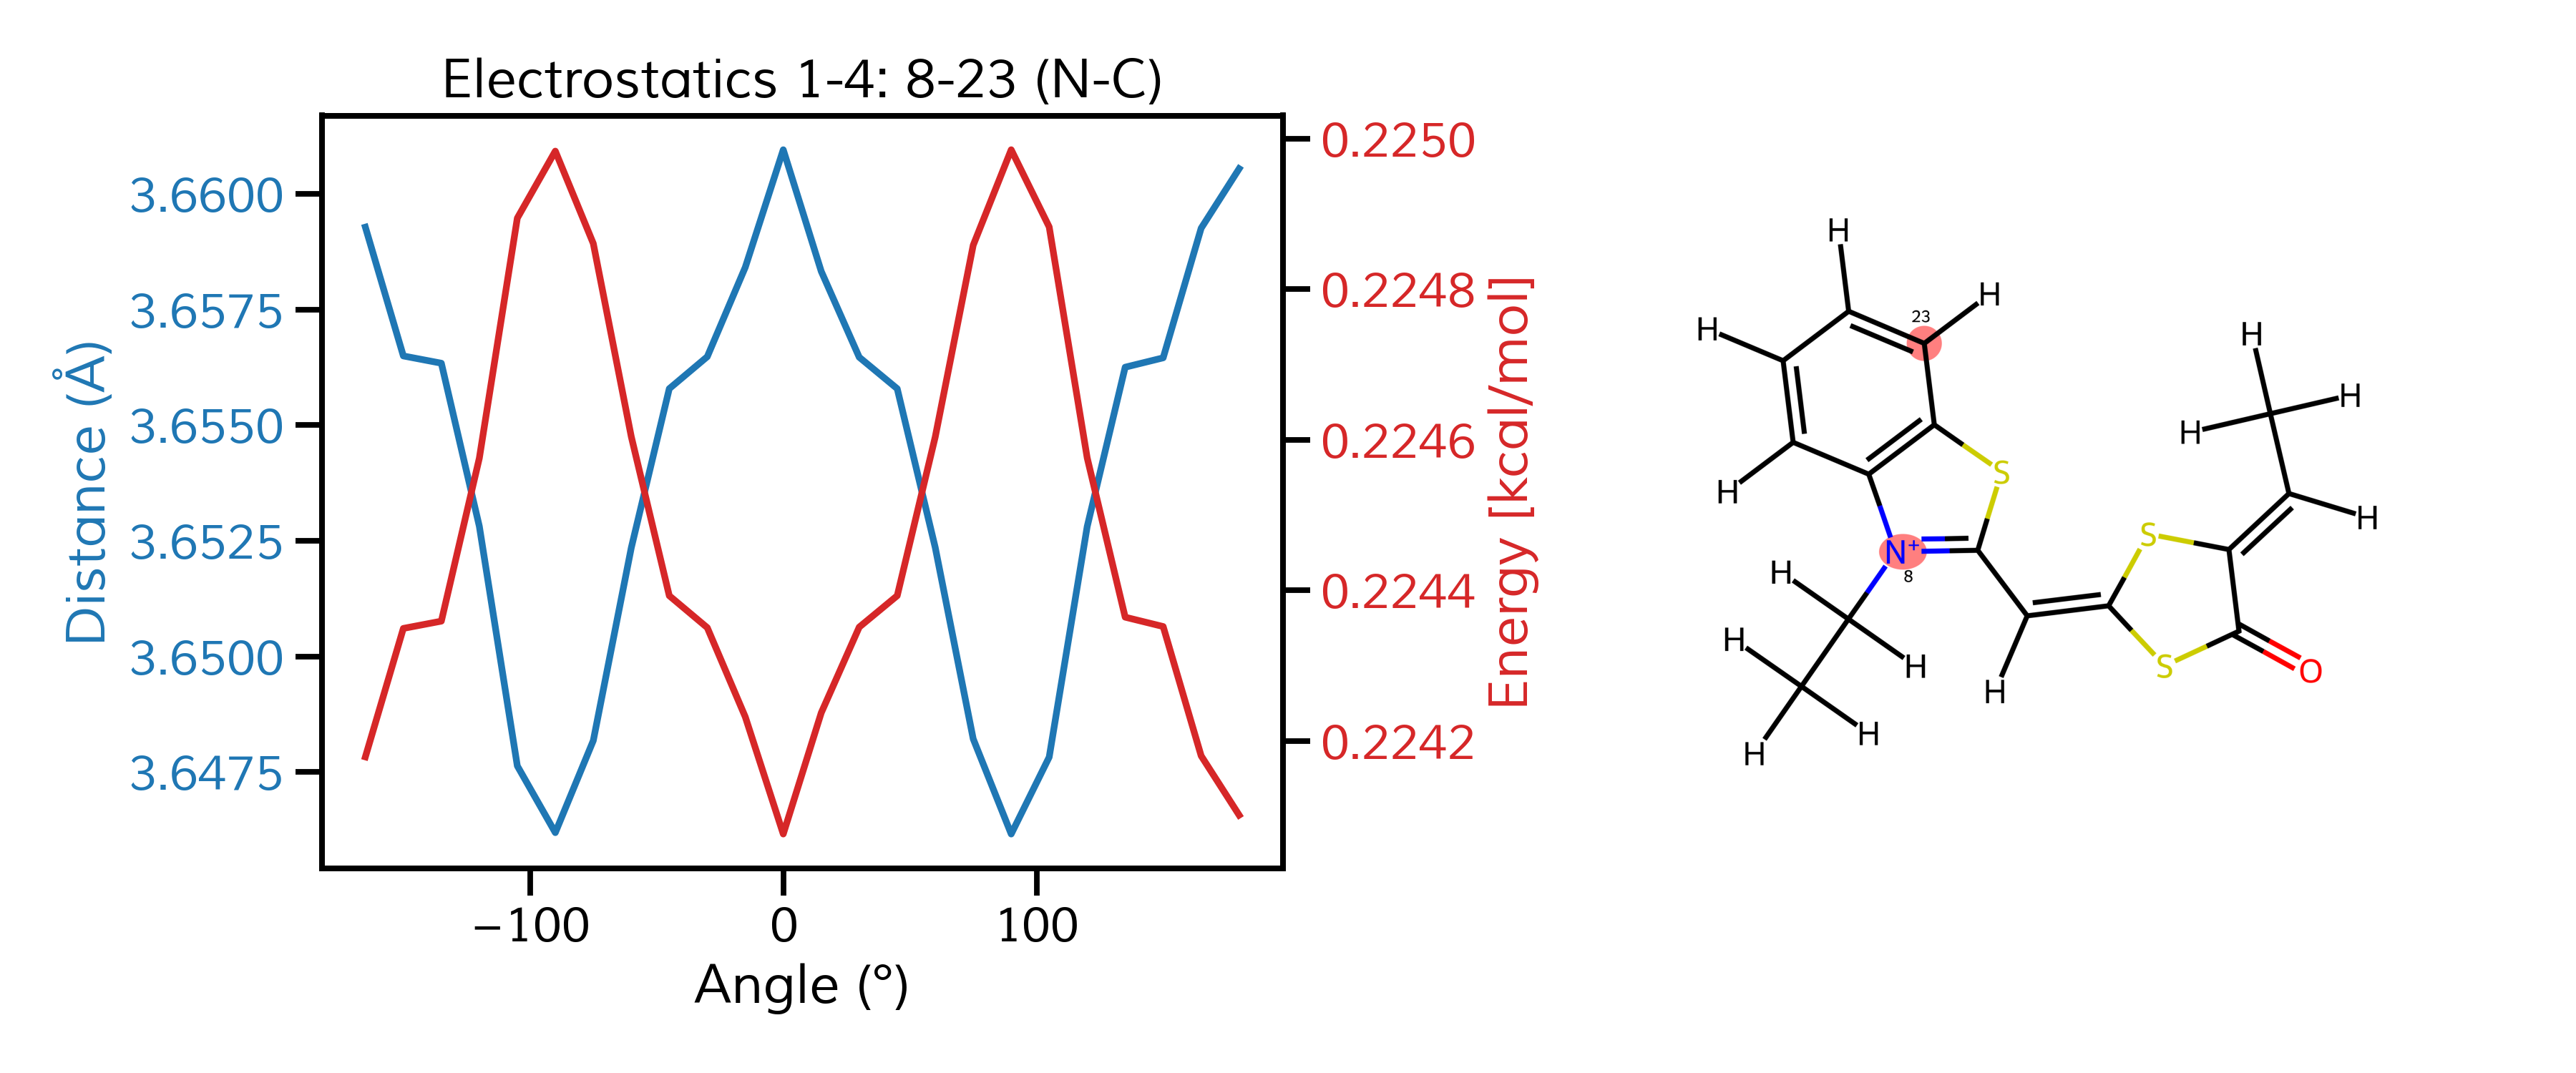 Electrostatics 1-4: 8-23 (N-C)
Distance (Å)
3.6600
3.6575
3.6550
3.6525
3.6500
3.6475
0.2250
0.2248
0.2246
0.2244
0.2242
Energy [kcal/mol]
−100
0
100
Angle (°)
H
H
23
H
H
H
H
H
S
H
H
S
N+
8
H
H
H
S
O
H
H
H